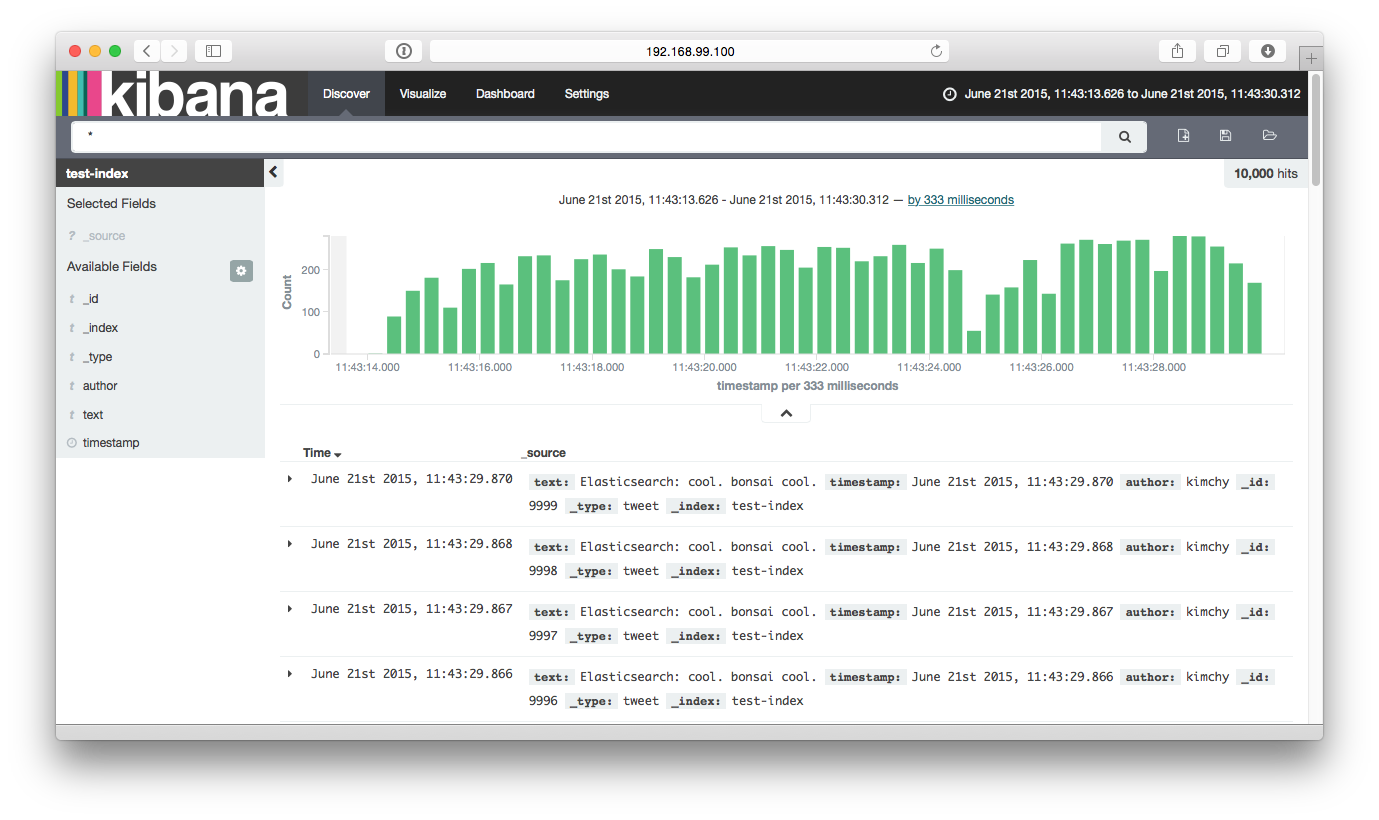 192.168.99.100
kibana Discover Visualize Dashboard Settings June 21st 2015, 11:43:13.626 to June 21st 2015, 11:43:30.312
*
test-index
10,000 hits
Selected Fields
? _source
Available Fields
t _id
t _index
t _type
t author
t text
timestamp
June 21st 2015, 11:43:13.626 - June 21st 2015, 11:43:30.312 — by 333 milliseconds
Count
200
100
0
11:43:14.000 11:43:16.000 11:43:18.000 11:43:20.000 11:43:22.000 11:43:24.000 11:43:26.000 11:43:28.000
timestamp per 333 milliseconds
Time _source
June 21st 2015, 11:43:29.870 text: Elasticsearch: cool. bonsai cool. timestamp: June 21st 2015, 11:43:29.870 author: kimchy _id:
9999 _type: tweet _index: test-index
June 21st 2015, 11:43:29.868 text: Elasticsearch: cool. bonsai cool. timestamp: June 21st 2015, 11:43:29.868 author: kimchy _id:
9998 _type: tweet _index: test-index
June 21st 2015, 11:43:29.867 text: Elasticsearch: cool. bonsai cool. timestamp: June 21st 2015, 11:43:29.867 author: kimchy _id:
9997 _type: tweet _index: test-index
June 21st 2015, 11:43:29.866 text: Elasticsearch: cool. bonsai cool. timestamp: June 21st 2015, 11:43:29.866 author: kimchy _id:
9996 _type: tweet _index: test-index